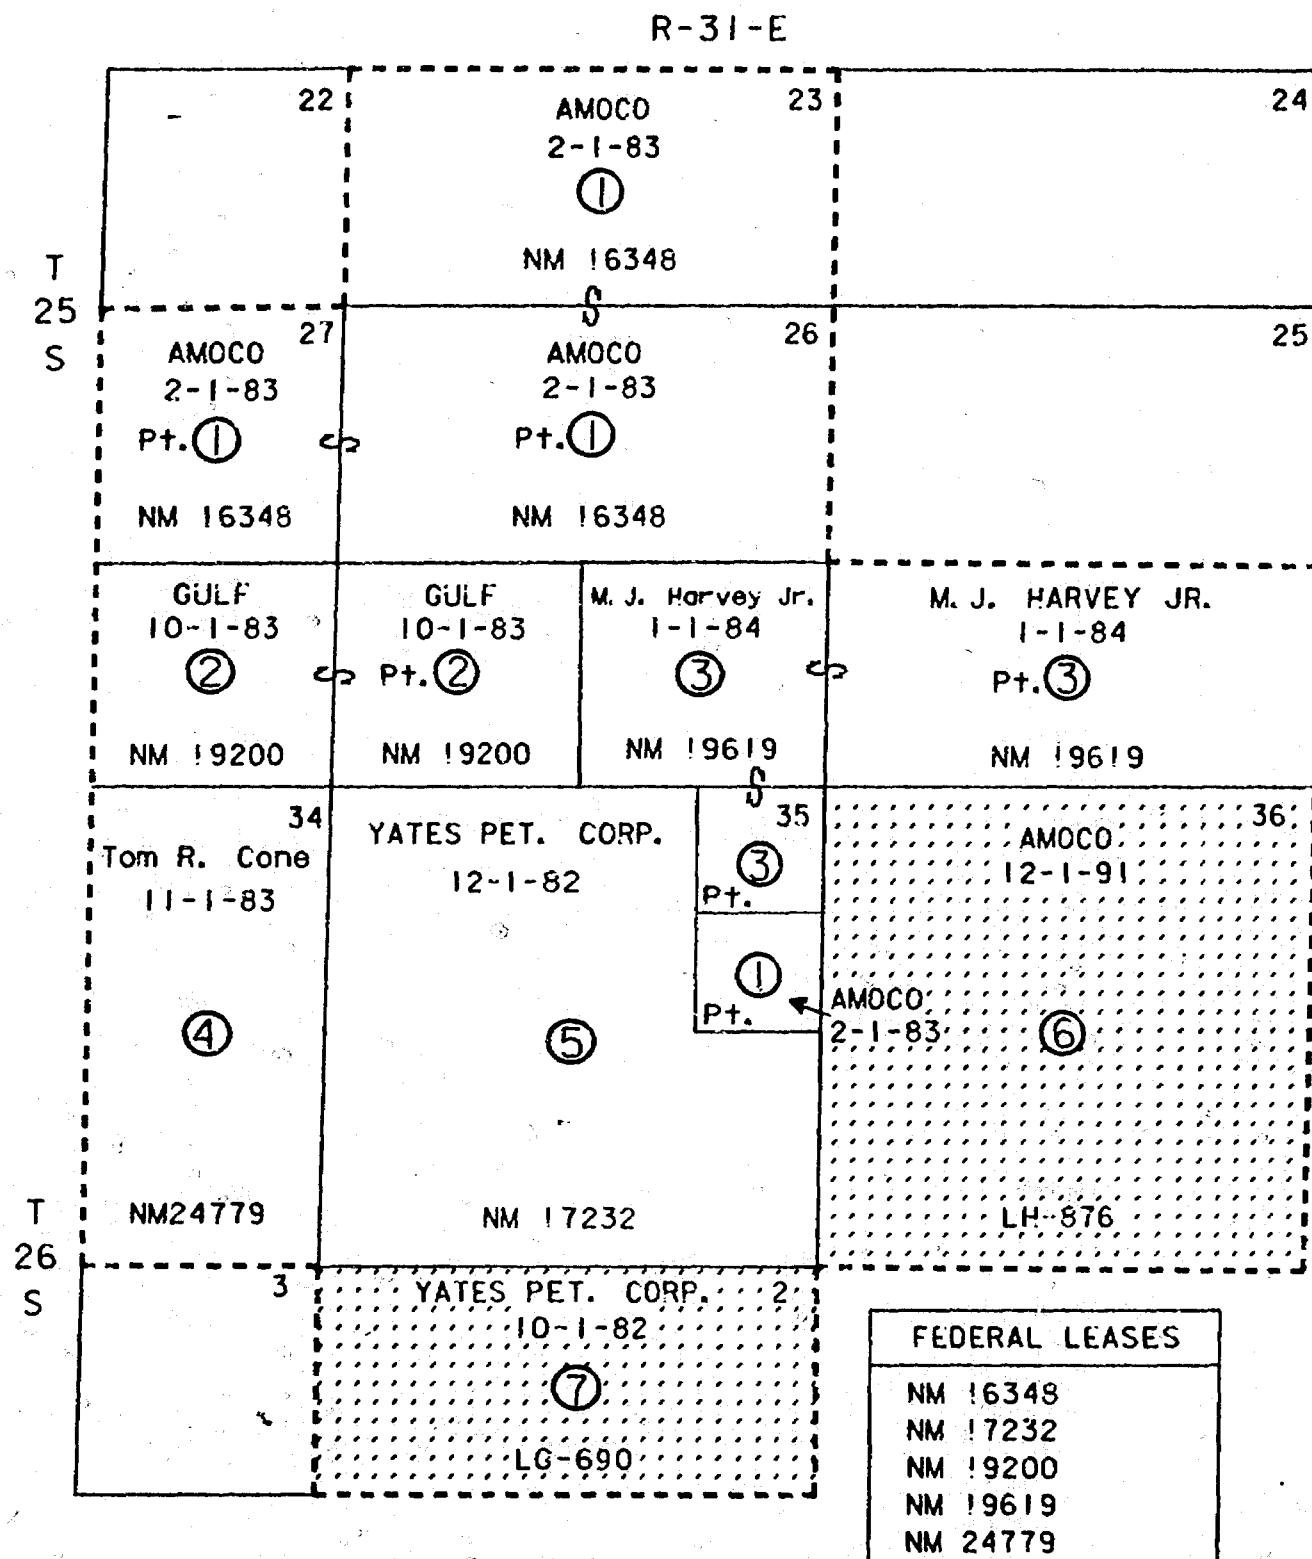 R-31-E
22
AMOCO
23
24
2-1-83
1
NM 16348
T
25
S
27
AMOCO
2-1-83
Pt. 1
NM 16348
26
AMOCO
2-1-83
Pt. 1
NM 16348
25
GULF
10-1-83
2
NM 19200
GULF
10-1-83
Pt. 2
NM 19200
M. J. Harvey Jr.
1-1-84
3
NM 19619
M. J. HARVEY JR.
1-1-84
Pt. 3
NM 19619
34
Tom R. Cone
11-1-83
4
NM24779
YATES PET. CORP.
12-1-82
5
NM 17232
35
3
Pt.
1
Pt.
AMOCO
2-1-83
36
AMOCO
12-1-91
6
LH-876
T
26
S
3
YATES PET. CORP.
2
10-1-82
7
LG-690
FEDERAL LEASES
NM 16348
NM 17232
NM 19200
NM 19619
NM 24779